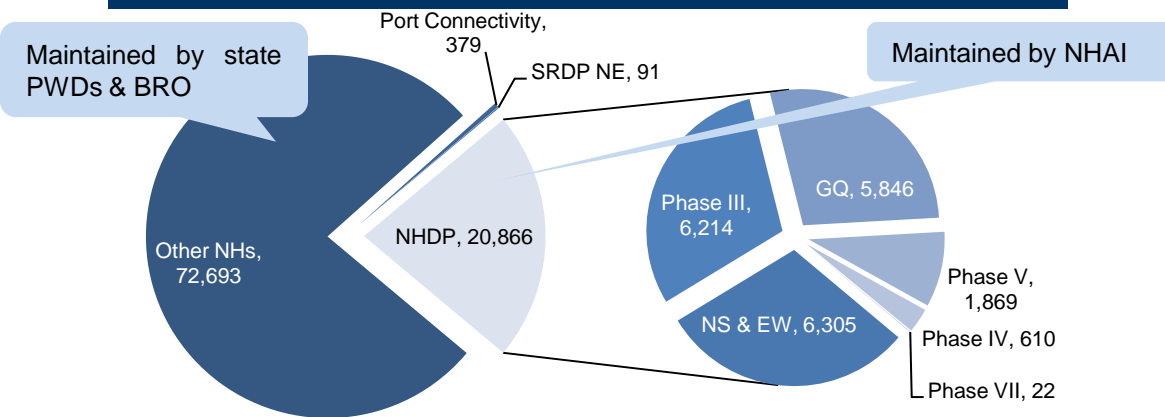 Maintained by state
PWDs & BRO
Port Connectivity,
379
SRDP NE, 91
Maintained by NHAI
Other NHs,
72,693
NHDP, 20,866
Phase III,
6,214
GQ, 5,846
NS & EW, 6,305
Phase V,
1,869
Phase IV, 610
Phase VII, 22